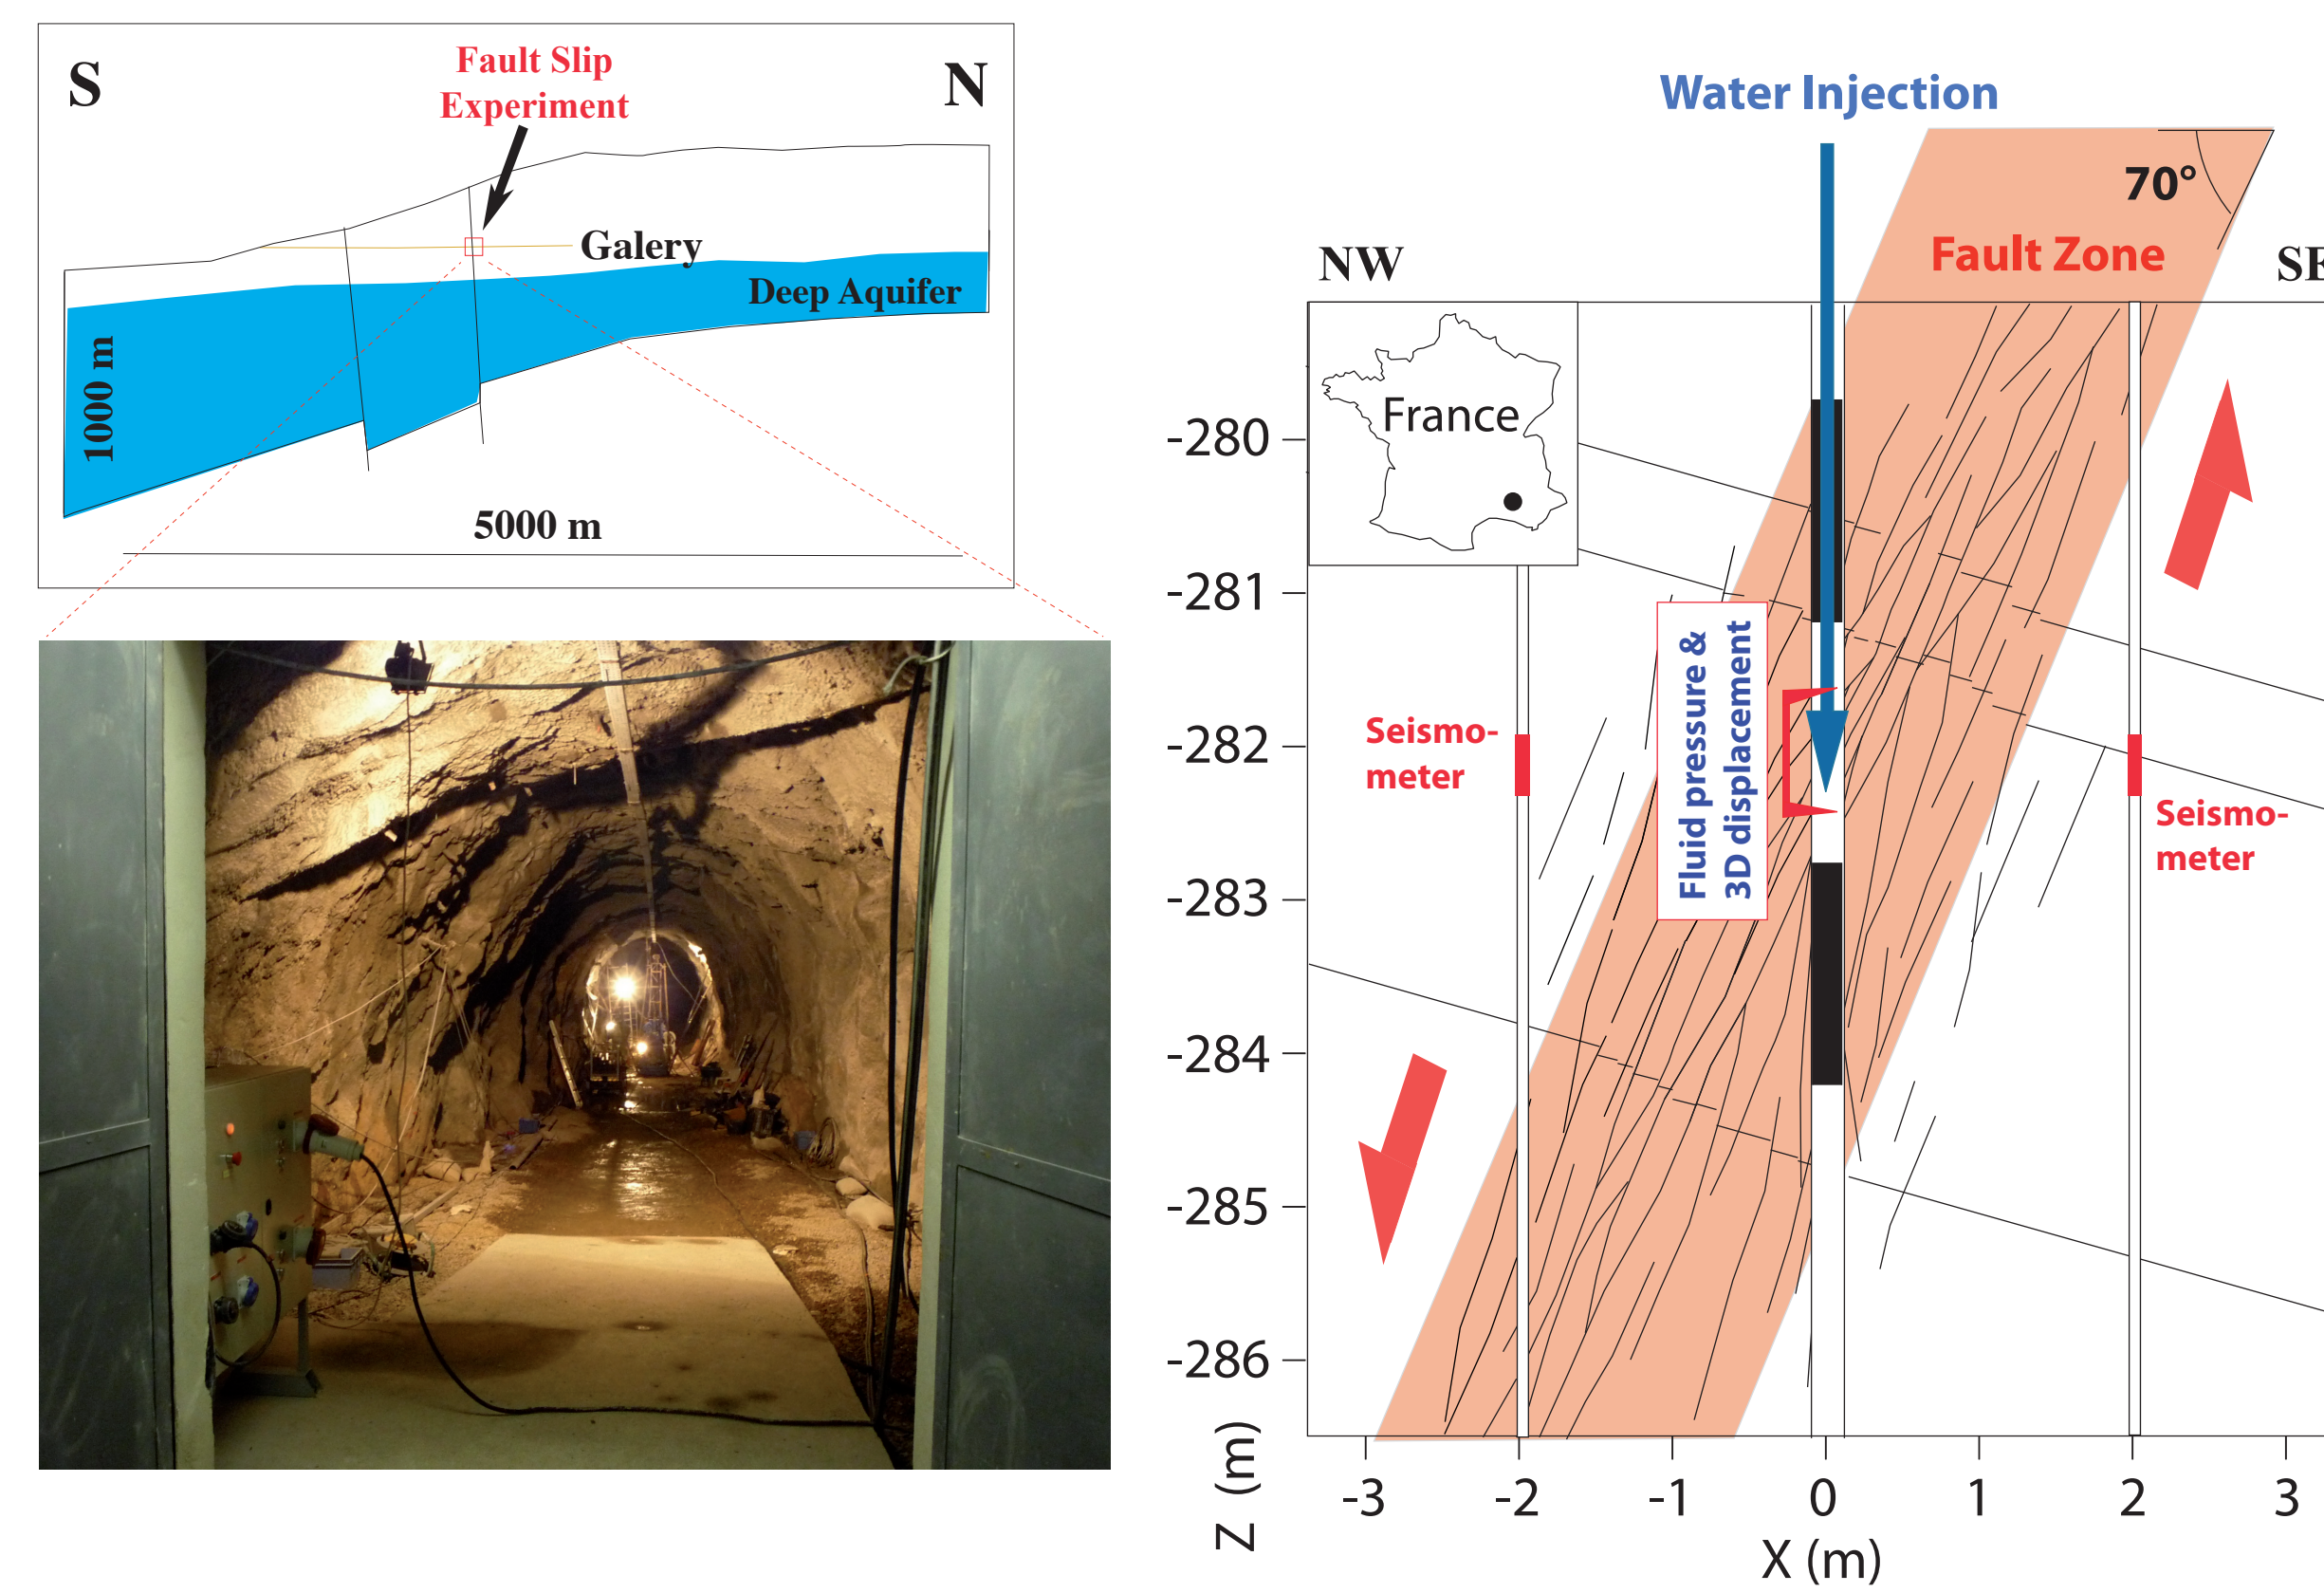 S
N
Fault Slip
Experiment
Galery
Deep Aquifer
1000 m
5000 m
Water Injection
70°
Fault Zone
NW
SE
France
-280
-281
-282
-283
-284
-285
-286
Fluid pressure &
3D displacement
Seismo-
meter
Seismo-
meter
Z (m)
-3
-2
-1
0
1
2
3
X (m)